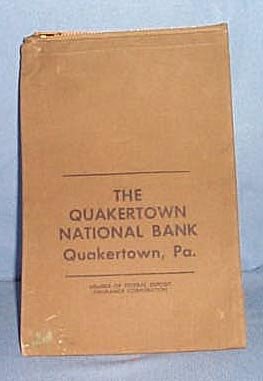 THE
QUAKERTOWN
NATIONAL BANK
Quakertown, Pa.
MEMBER OF FEDERAL DEPOSIT
INSURANCE CORPORATION